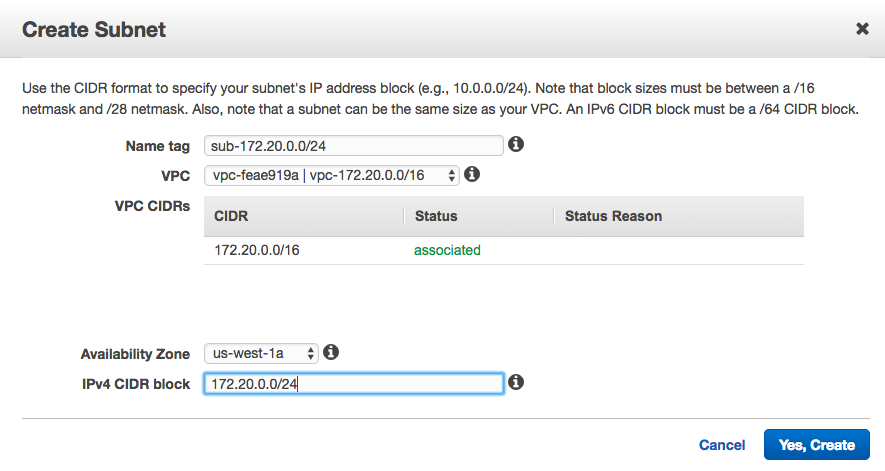 Create Subnet
Use the CIDR format to specify your subnet's IP address block (e.g., 10.0.0.0/24). Note that block sizes must be between a /16
netmask and /28 netmask. Also, note that a subnet can be the same size as your VPC. An IPv6 CIDR block must be a /64 CIDR block.
Name tag sub-172.20.0.0/24
VPC vpc-feae919a | vpc-172.20.0.0/16
VPC CIDRs CIDR Status Status Reason
172.20.0.0/16 associated
Availability Zone us-west-1a
IPv4 CIDR block 172.20.0.0/24
Cancel Yes, Create